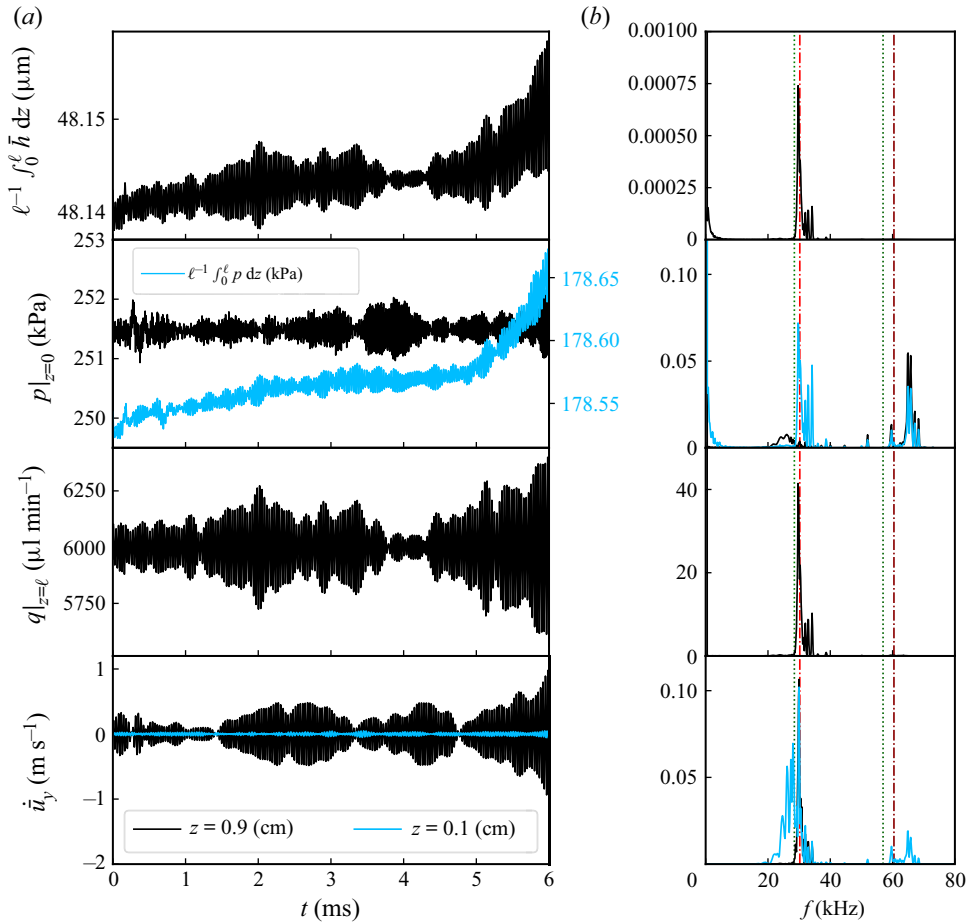 (a)
(b)
ℓ⁻¹ ∫₀^ℓ h̄ dz (μm)
48.15
48.14
0.00100
0.00075
0.00050
0.00025
0
253
252
251
250
p|z=0 (kPa)
ℓ⁻¹ ∫₀^ℓ p dz (kPa)
178.65
178.60
178.55
0.10
0.05
0
q|z=ℓ (μl min⁻¹)
6250
6000
5750
40
20
0
u̇̄y (m s⁻¹)
1
0
−1
−2
z = 0.9 (cm) z = 0.1 (cm)
0.10
0.05
0 1 2 3 4 5 6
t (ms)
0 20 40 60 80
f (kHz)